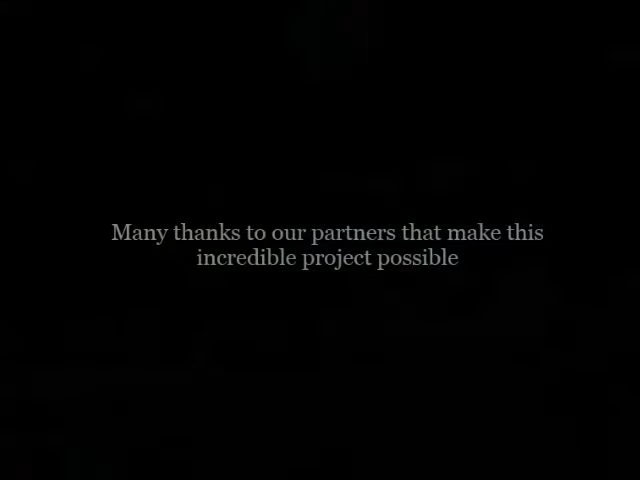 Many thanks to our partners that make this
incredible project possible